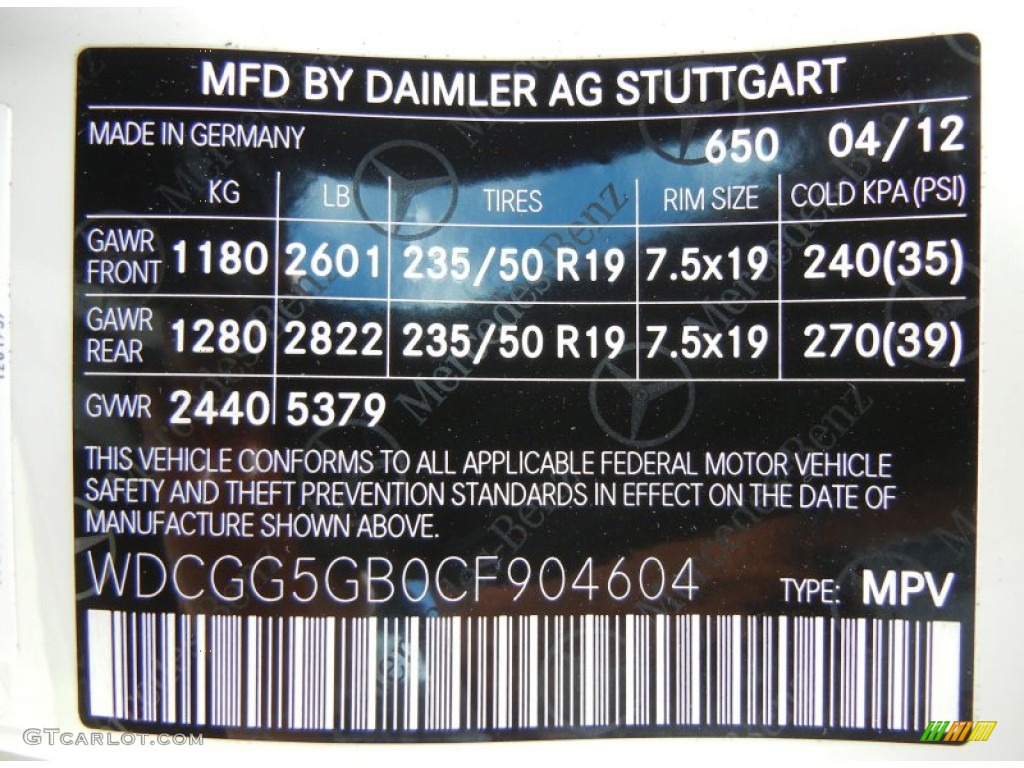 MFD BY DAIMLER AG STUTTGART
MADE IN GERMANY 650 04/12
KG LB TIRES RIM SIZE COLD KPA (PSI)
GAWR FRONT 1180 2601 235/50 R19 7.5x19 240(35)
GAWR REAR 1280 2822 235/50 R19 7.5x19 270(39)
GVWR 2440 5379
THIS VEHICLE CONFORMS TO ALL APPLICABLE FEDERAL MOTOR VEHICLE
SAFETY AND THEFT PREVENTION STANDARDS IN EFFECT ON THE DATE OF
MANUFACTURE SHOWN ABOVE.
WDCGG5GB0CF904604 TYPE: MPV
Mercedes-Benz
GTCarLot.com